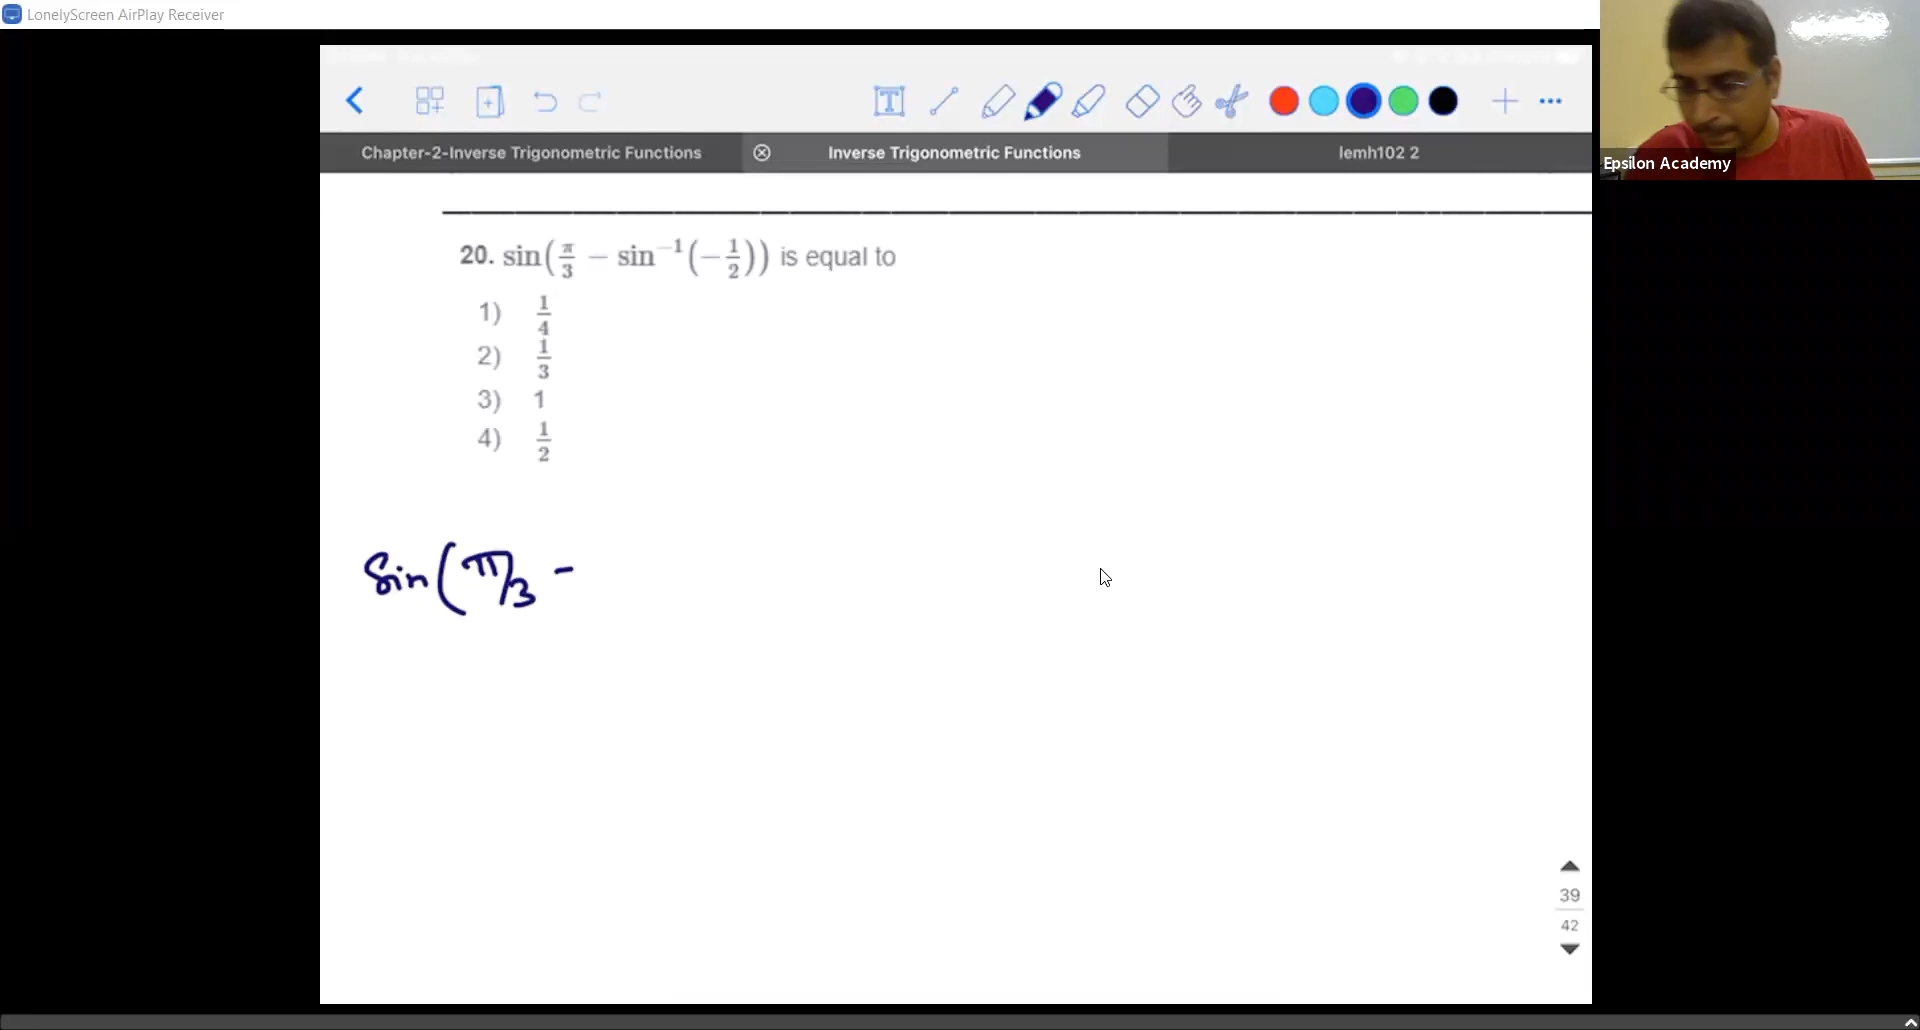 LonelyScreen AirPlay Receiver
T
Chapter-2-Inverse Trigonometric Functions
Inverse Trigonometric Functions
lemh102 2
Epsilon Academy
20. sin(π/3 − sin⁻¹(−1/2)) is equal to
1) 1/4
2) 1/3
3) 1
4) 1/2
Sin(π/3 −
39
42